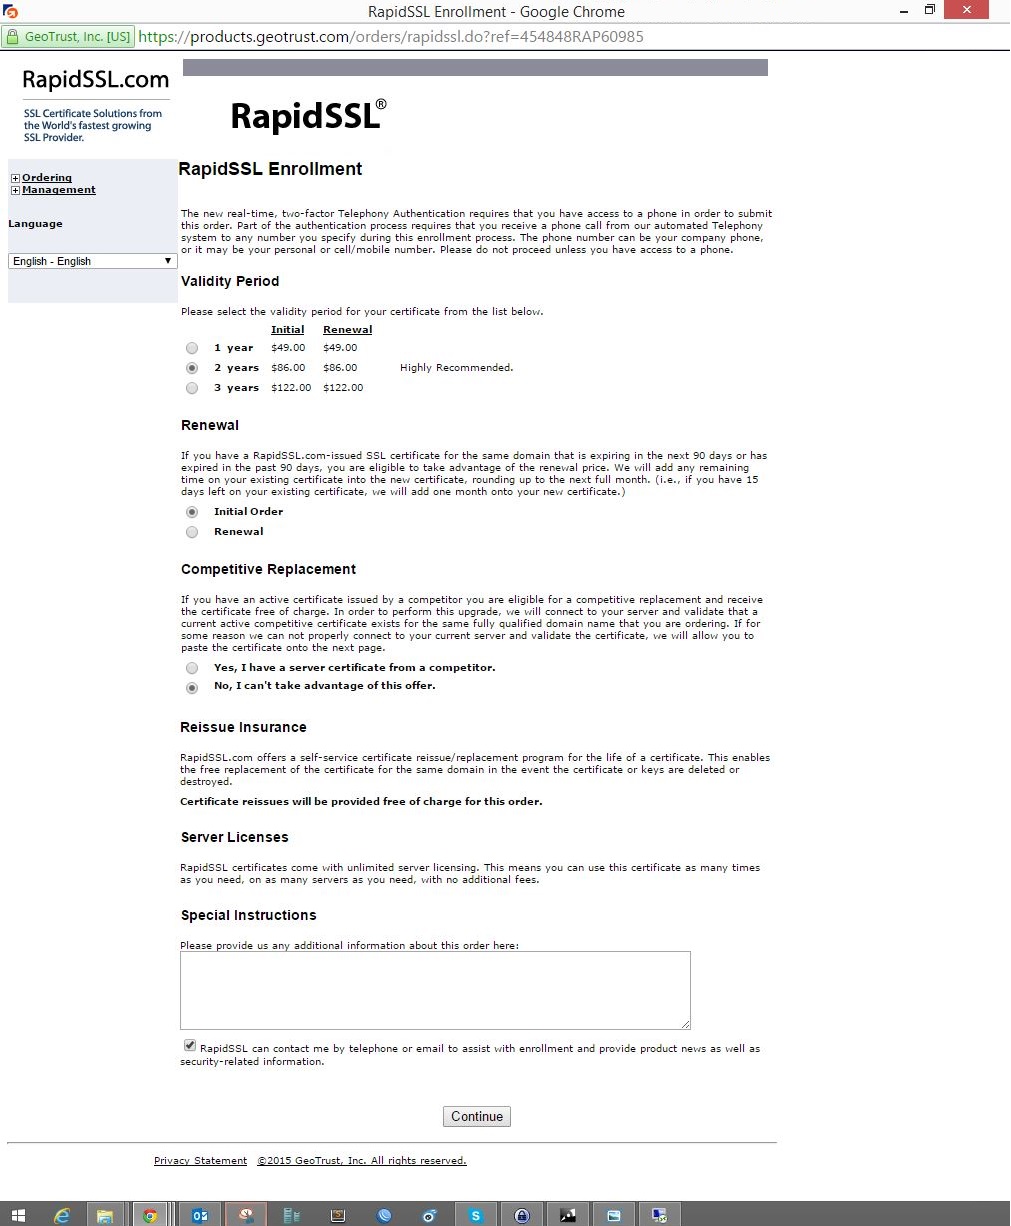 RapidSSL Enrollment - Google Chrome
GeoTrust, Inc. [US] https://products.geotrust.com/orders/rapidssl.do?ref=454848RAP60985
RapidSSL.com
SSL Certificate Solutions from
the World's fastest growing
SSL Provider.
RapidSSL®
Ordering
Management
Language
English - English
RapidSSL Enrollment
The new real-time, two-factor Telephony Authentication requires that you have access to a phone in order to submit
this order. Part of the authentication process requires that you receive a phone call from our automated Telephony
system to any number you specify during this enrollment process. The phone number can be your company phone,
or it may be your personal or cell/mobile number. Please do not proceed unless you have access to a phone.
Validity Period
Please select the validity period for your certificate from the list below.
Initial Renewal
1 year $49.00 $49.00
2 years $86.00 $86.00 Highly Recommended.
3 years $122.00 $122.00
Renewal
If you have a RapidSSL.com-issued SSL certificate for the same domain that is expiring in the next 90 days or has
expired in the past 90 days, you are eligible to take advantage of the renewal price. We will add any remaining
time on your existing certificate into the new certificate, rounding up to the next full month. (i.e., if you have 15
days left on your existing certificate, we will add one month onto your new certificate.)
Initial Order
Renewal
Competitive Replacement
If you have an active certificate issued by a competitor you are eligible for a competitive replacement and receive
the certificate free of charge. In order to perform this upgrade, we will connect to your server and validate that a
current active competitive certificate exists for the same fully qualified domain name that you are ordering. If for
some reason we can not properly connect to your current server and validate the certificate, we will allow you to
paste the certificate onto the next page.
Yes, I have a server certificate from a competitor.
No, I can't take advantage of this offer.
Reissue Insurance
RapidSSL.com offers a self-service certificate reissue/replacement program for the life of a certificate. This enables
the free replacement of the certificate for the same domain in the event the certificate or keys are deleted or
destroyed.
Certificate reissues will be provided free of charge for this order.
Server Licenses
RapidSSL certificates come with unlimited server licensing. This means you can use this certificate as many times
as you need, on as many servers as you need, with no additional fees.
Special Instructions
Please provide us any additional information about this order here:
RapidSSL can contact me by telephone or email to assist with enrollment and provide product news as well as
security-related information.
Continue
Privacy Statement ©2015 GeoTrust, Inc. All rights reserved.